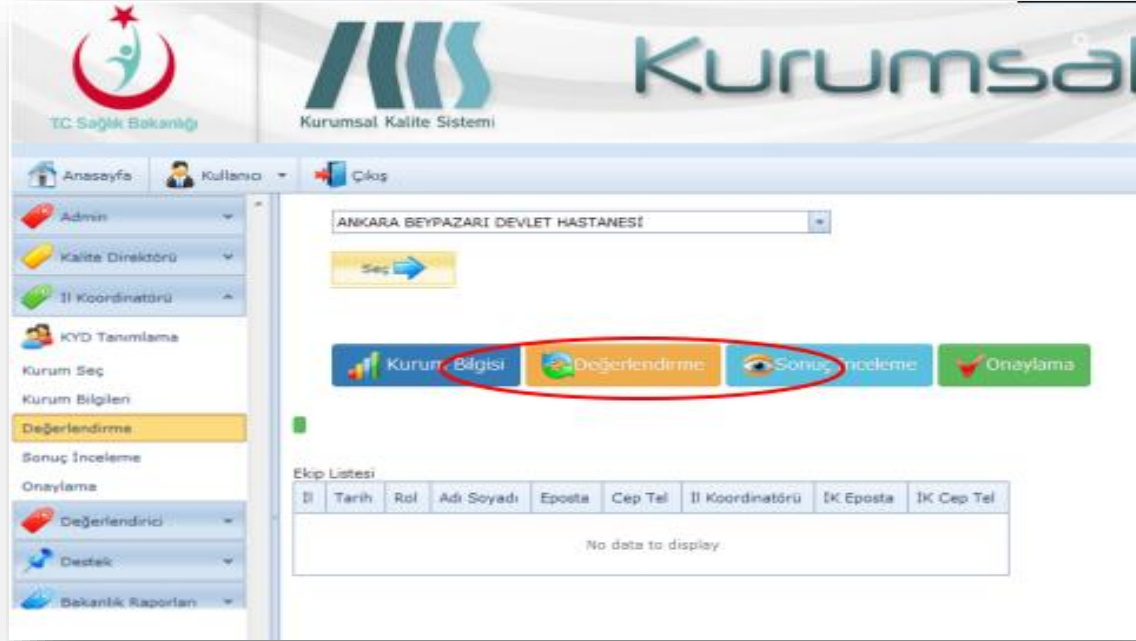 Kurumsal
TC Sağlık Bakanlığı
Kurumsal Kalite Sistemi
Anasayfa Kullanıcı Çıkış
Admin
Kalite Direktörü
İl Koordinatörü
KYD Tanımlama
Kurum Seç
Kurum Bilgileri
Değerlendirme
Sonuç İnceleme
Onaylama
Değerlendirici
Destek
Bakanlık Raporları
ANKARA BEYPAZARI DEVLET HASTANESİ
Seç
Kurum Bilgisi Değerlendirme Sonuç İnceleme Onaylama
Ekip Listesi
İl Tarih Rol Adı Soyadı Eposta Cep Tel İl Koordinatörü İK Eposta İK Cep Tel
No data to display